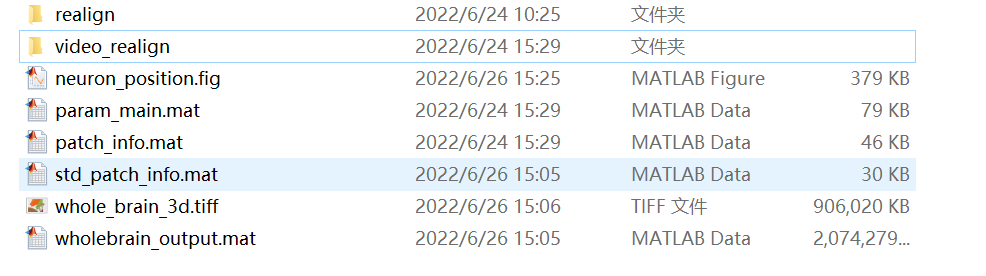 realign 2022/6/24 10:25 文件夹
video_realign 2022/6/24 15:29 文件夹
neuron_position.fig 2022/6/26 15:25 MATLAB Figure 379 KB
param_main.mat 2022/6/24 15:29 MATLAB Data 79 KB
patch_info.mat 2022/6/24 15:29 MATLAB Data 46 KB
std_patch_info.mat 2022/6/26 15:05 MATLAB Data 30 KB
whole_brain_3d.tiff 2022/6/26 15:06 TIFF 文件 906,020 KB
wholebrain_output.mat 2022/6/26 15:05 MATLAB Data 2,074,279...